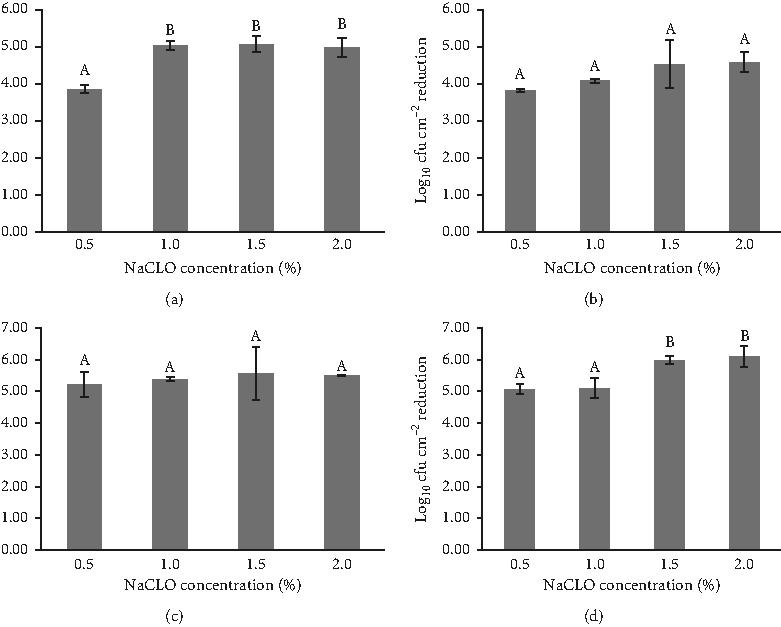 6.00
5.00
4.00
3.00
2.00
1.00
0.00
A
B
B
B
0.5 1.0 1.5 2.0
NaCLO concentration (%)
(a)
Log10 cfu cm−2 reduction
6.00
5.00
4.00
3.00
2.00
1.00
0.00
A
A
A
A
0.5 1.0 1.5 2.0
NaCLO concentration (%)
(b)
7.00
6.00
5.00
4.00
3.00
2.00
1.00
0.00
A
A
A
A
0.5 1.0 1.5 2.0
NaCLO concentration (%)
(c)
Log10 cfu cm−2 reduction
7.00
6.00
5.00
4.00
3.00
2.00
1.00
0.00
A
A
B
B
0.5 1.0 1.5 2.0
NaCLO concentration (%)
(d)